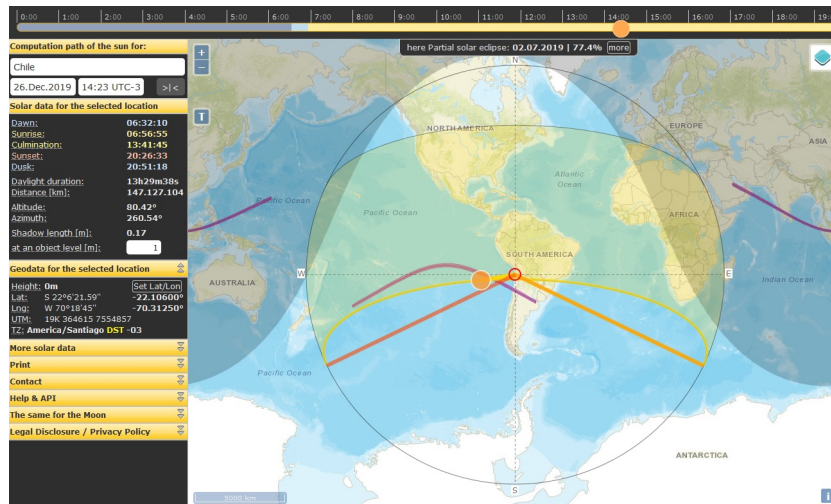 0:00 1:00 2:00 3:00 4:00 5:00 6:00 7:00 8:00 9:00 10:00 11:00 12:00 13:00 14:00 15:00 16:00 17:00 18:00 19:
Computation path of the sun for:
Chile
26.Dec.2019 14:23 UTC-3 >|<
Solar data for the selected location
Dawn: 06:32:10
Sunrise: 06:56:55
Culmination: 13:41:45
Sunset: 20:26:33
Dusk: 20:51:18
Daylight duration: 13h29m38s
Distance [km]: 147.127.104
Altitude: 80.42°
Azimuth: 260.54°
Shadow length [m]: 0.17
at an object level [m]: 1
Geodata for the selected location
Height: 0m Set Lat/Lon
Lat: S 22°6'21.59" -22.10600°
Lng: W 70°18'45" -70.31250°
UTM: 19K 364615 7554857
TZ: America/Santiago DST -03
More solar data
Print
Contact
Help & API
The same for the Moon
Legal Disclosure / Privacy Policy
+
−
T
here Partial solar eclipse: 02.07.2019 | 77.4% more
N
NORTH AMERICA
EUROPE
ASIA
Atlantic
Ocean
Pacific Ocean
Pacific Ocean
AFRICA
SOUTH AMERICA
W
E
AUSTRALIA
Indian Ocean
Pacific Ocean
ANTARCTICA
S
5000 km
i